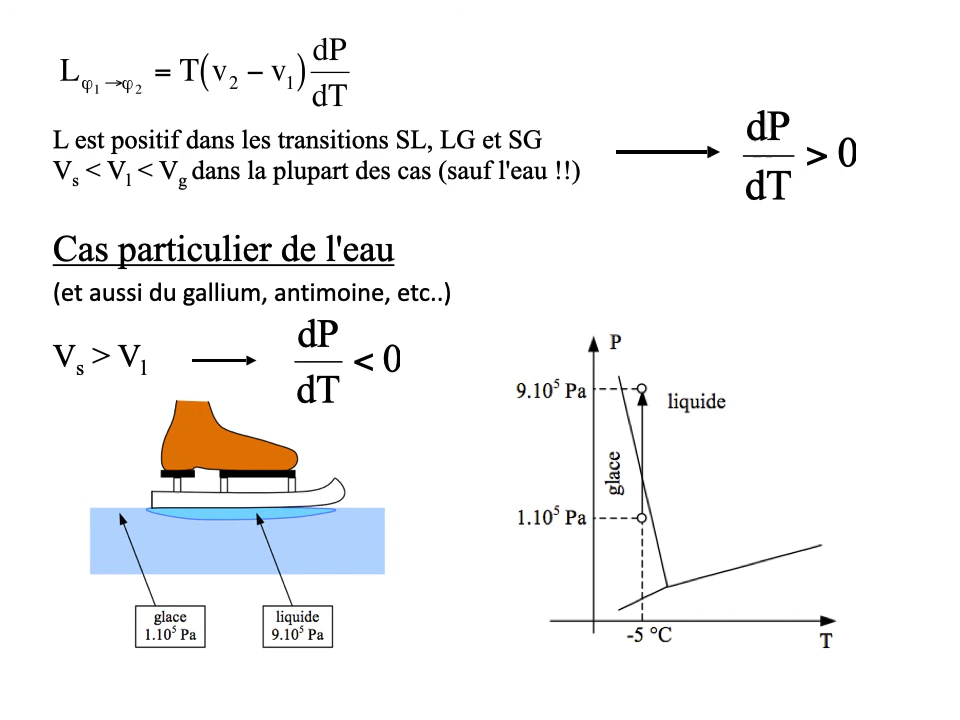 L φ₁→φ₂ = T(v₂ − v₁) dP/dT
L est positif dans les transitions SL, LG et SG
Vₛ < Vₗ < V_g dans la plupart des cas (sauf l'eau !!)
dP/dT > 0
Cas particulier de l'eau
(et aussi du gallium, antimoine, etc..)
Vₛ > Vₗ
dP/dT < 0
glace
1.10⁵ Pa
liquide
9.10⁵ Pa
P
9.10⁵ Pa
liquide
glace
1.10⁵ Pa
-5 °C
T